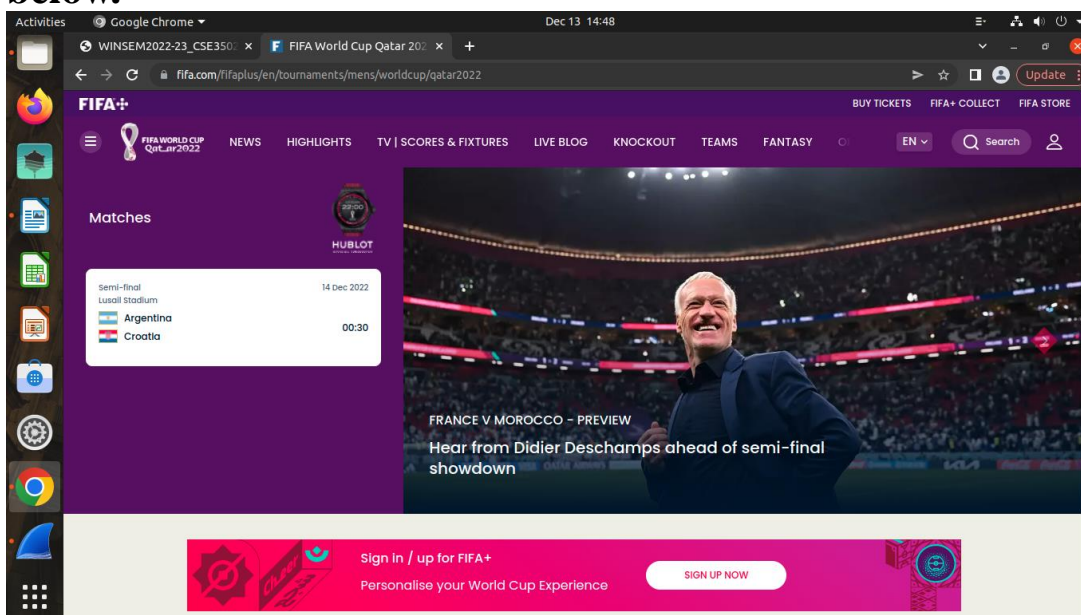 below.
Activities Google Chrome Dec 13 14:48
WINSEM2022-23_CSE350 FIFA World Cup Qatar 202
fifa.com/fifaplus/en/tournaments/mens/worldcup/qatar2022 Update
FIFA+ BUY TICKETS FIFA+ COLLECT FIFA STORE
FIFA WORLD CUP
Qatar2022
NEWS HIGHLIGHTS TV | SCORES & FIXTURES LIVE BLOG KNOCKOUT TEAMS FANTASY EN Search
22:00
Matches
HUBLOT
Semi-final 14 Dec 2022
Lusail Stadium
Argentina
00:30
Croatia
FRANCE V MOROCCO - PREVIEW
Hear from Didier Deschamps ahead of semi-final
showdown
Sign in / up for FIFA+
Personalise your World Cup Experience
SIGN UP NOW